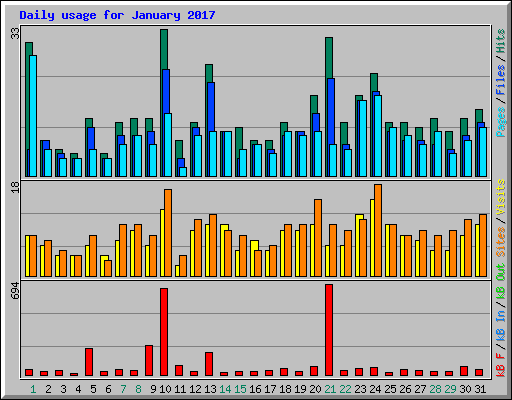 Daily usage for January 2017
33
Pages / Files / Hits
18
Sites / Visits
694
kB F / kB In / kB Out
1 2 3 4 5 6 7 8 9 10 11 12 13 14 15 16 17 18 19 20 21 22 23 24 25 26 27 28 29 30 31